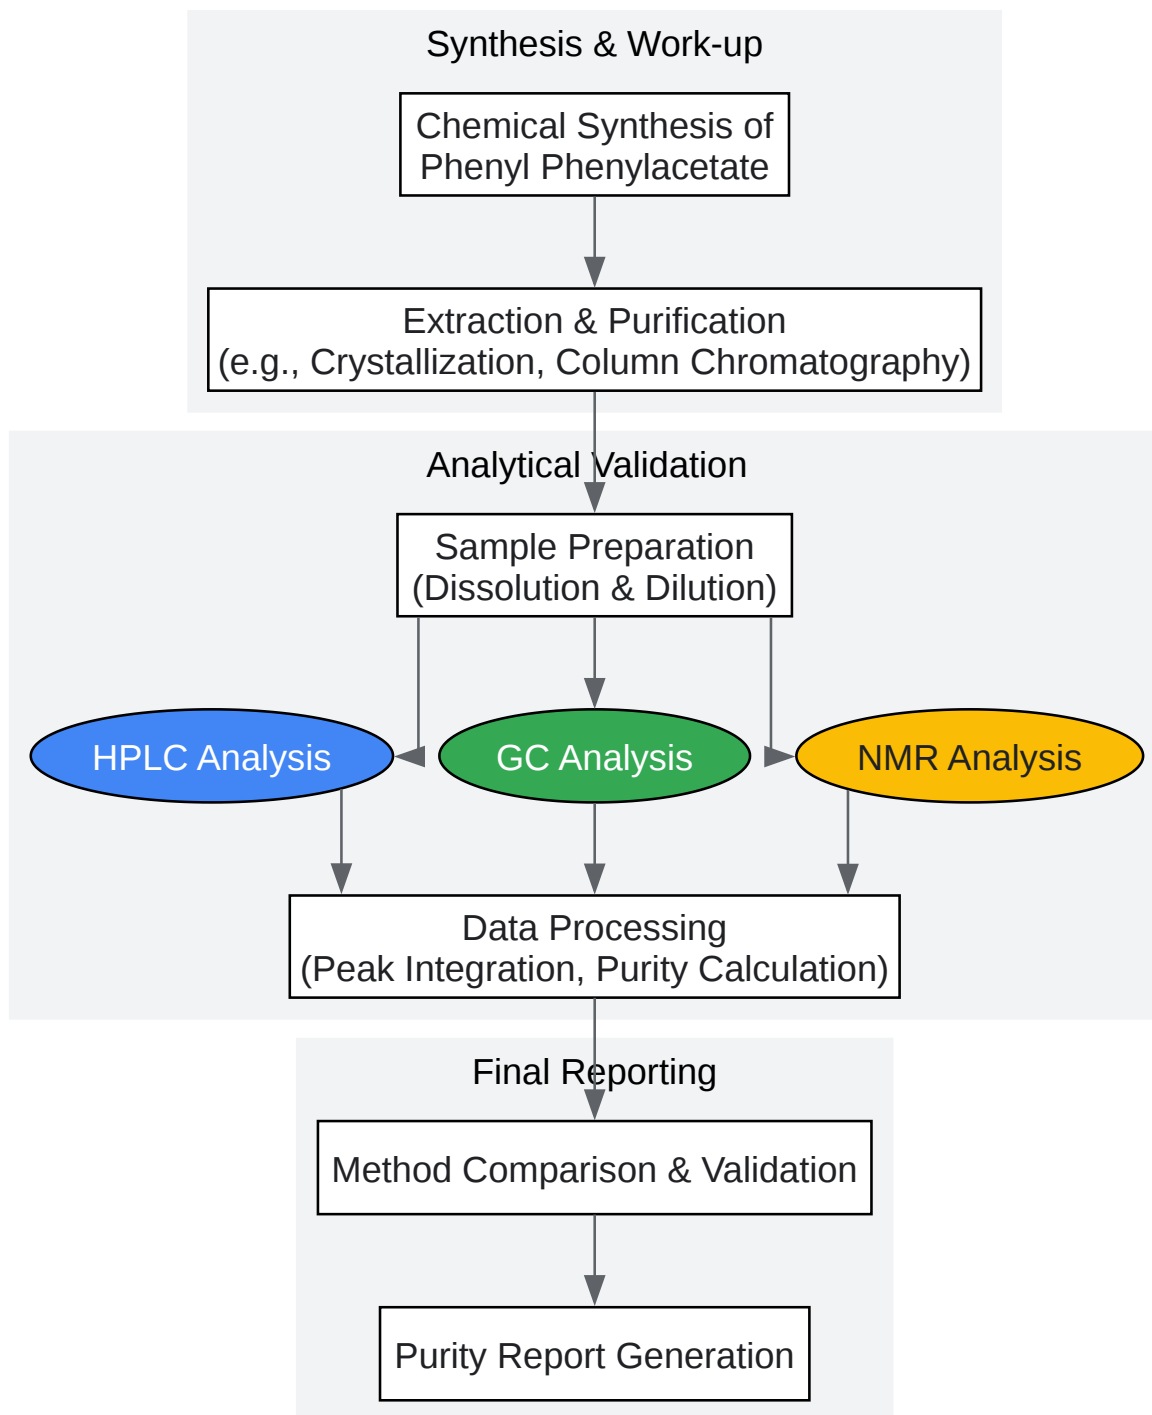 Synthesis & Work-up
Chemical Synthesis of
Phenyl Phenylacetate
Extraction & Purification
(e.g., Crystallization, Column Chromatography)
Analytical Validation
Sample Preparation
(Dissolution & Dilution)
HPLC Analysis
GC Analysis
NMR Analysis
Data Processing
(Peak Integration, Purity Calculation)
Final Reporting
Method Comparison & Validation
Purity Report Generation